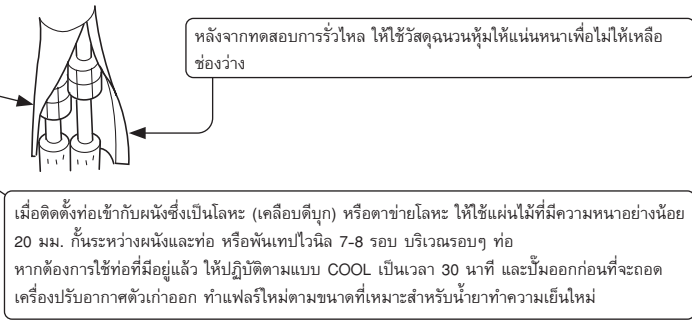 หลังจากทดสอบการรั่วไหล ให้ใช้วัสดุฉนวนหุ้มให้แน่นหนาเพื่อไม่ให้เหลือ
ช่องว่าง
เมื่อติดตั้งท่อเข้ากับผนังซึ่งเป็นโลหะ (เคลือบดีบุก) หรือตาข่ายโลหะ ให้ใช้แผ่นไม้ที่มีความหนาอย่างน้อย
20 มม. กั้นระหว่างผนังและท่อ หรือพันเทปไวนิล 7-8 รอบ บริเวณรอบๆ ท่อ
หากต้องการใช้ท่อที่มีอยู่แล้ว ให้ปฏิบัติตามแบบ COOL เป็นเวลา 30 นาที และปั๊มออกก่อนที่จะถอด
เครื่องปรับอากาศตัวเก่าออก ทำแฟลร์ใหม่ตามขนาดที่เหมาะสำหรับน้ำยาทำความเย็นใหม่